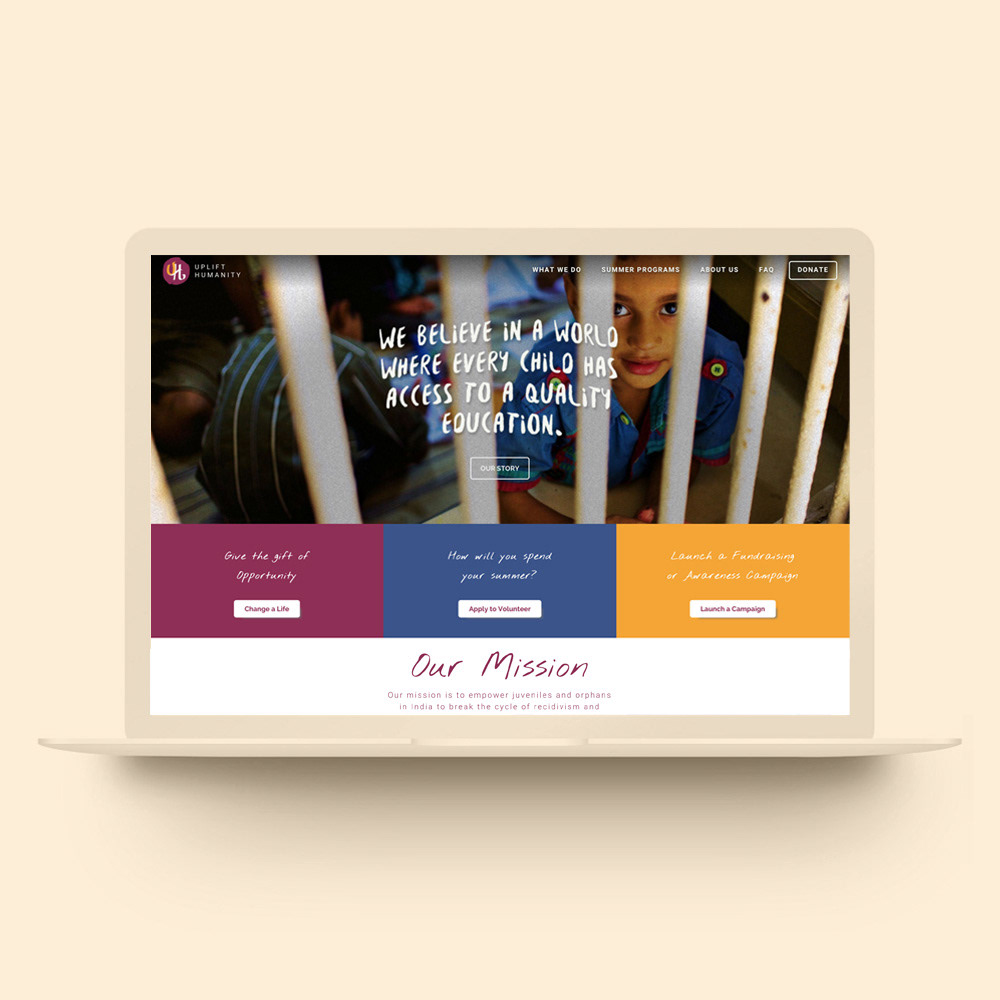 UPLIFT
HUMANITY
WHAT WE DO SUMMER PROGRAMS ABOUT US FAQ DONATE
WE BELIEVE IN A WORLD
WHERE EVERY CHILD HAS
ACCESS TO A QUALITY
EDUCATION.
OUR STORY
Give the gift of
Opportunity
Change a Life
How will you spend
your summer?
Apply to Volunteer
Launch a Fundraising
or Awareness Campaign
Launch a Campaign
Our Mission
Our mission is to empower juveniles and orphans
in India to break the cycle of recidivism and